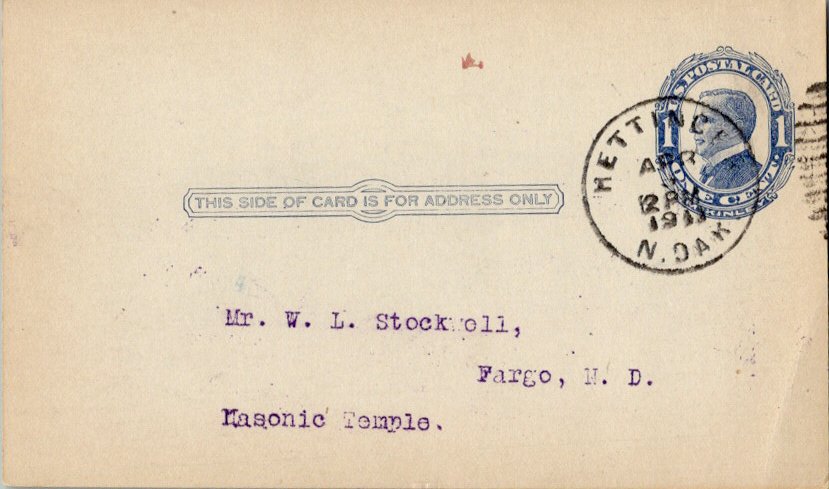 U.S. POSTAL CARD
1 1
ONE CENT
HETTING
APR
2 PM
N. DAK
THIS SIDE OF CARD IS FOR ADDRESS ONLY
Mr. W. L. Stockwell,
Fargo, N. D.
Masonic Temple.